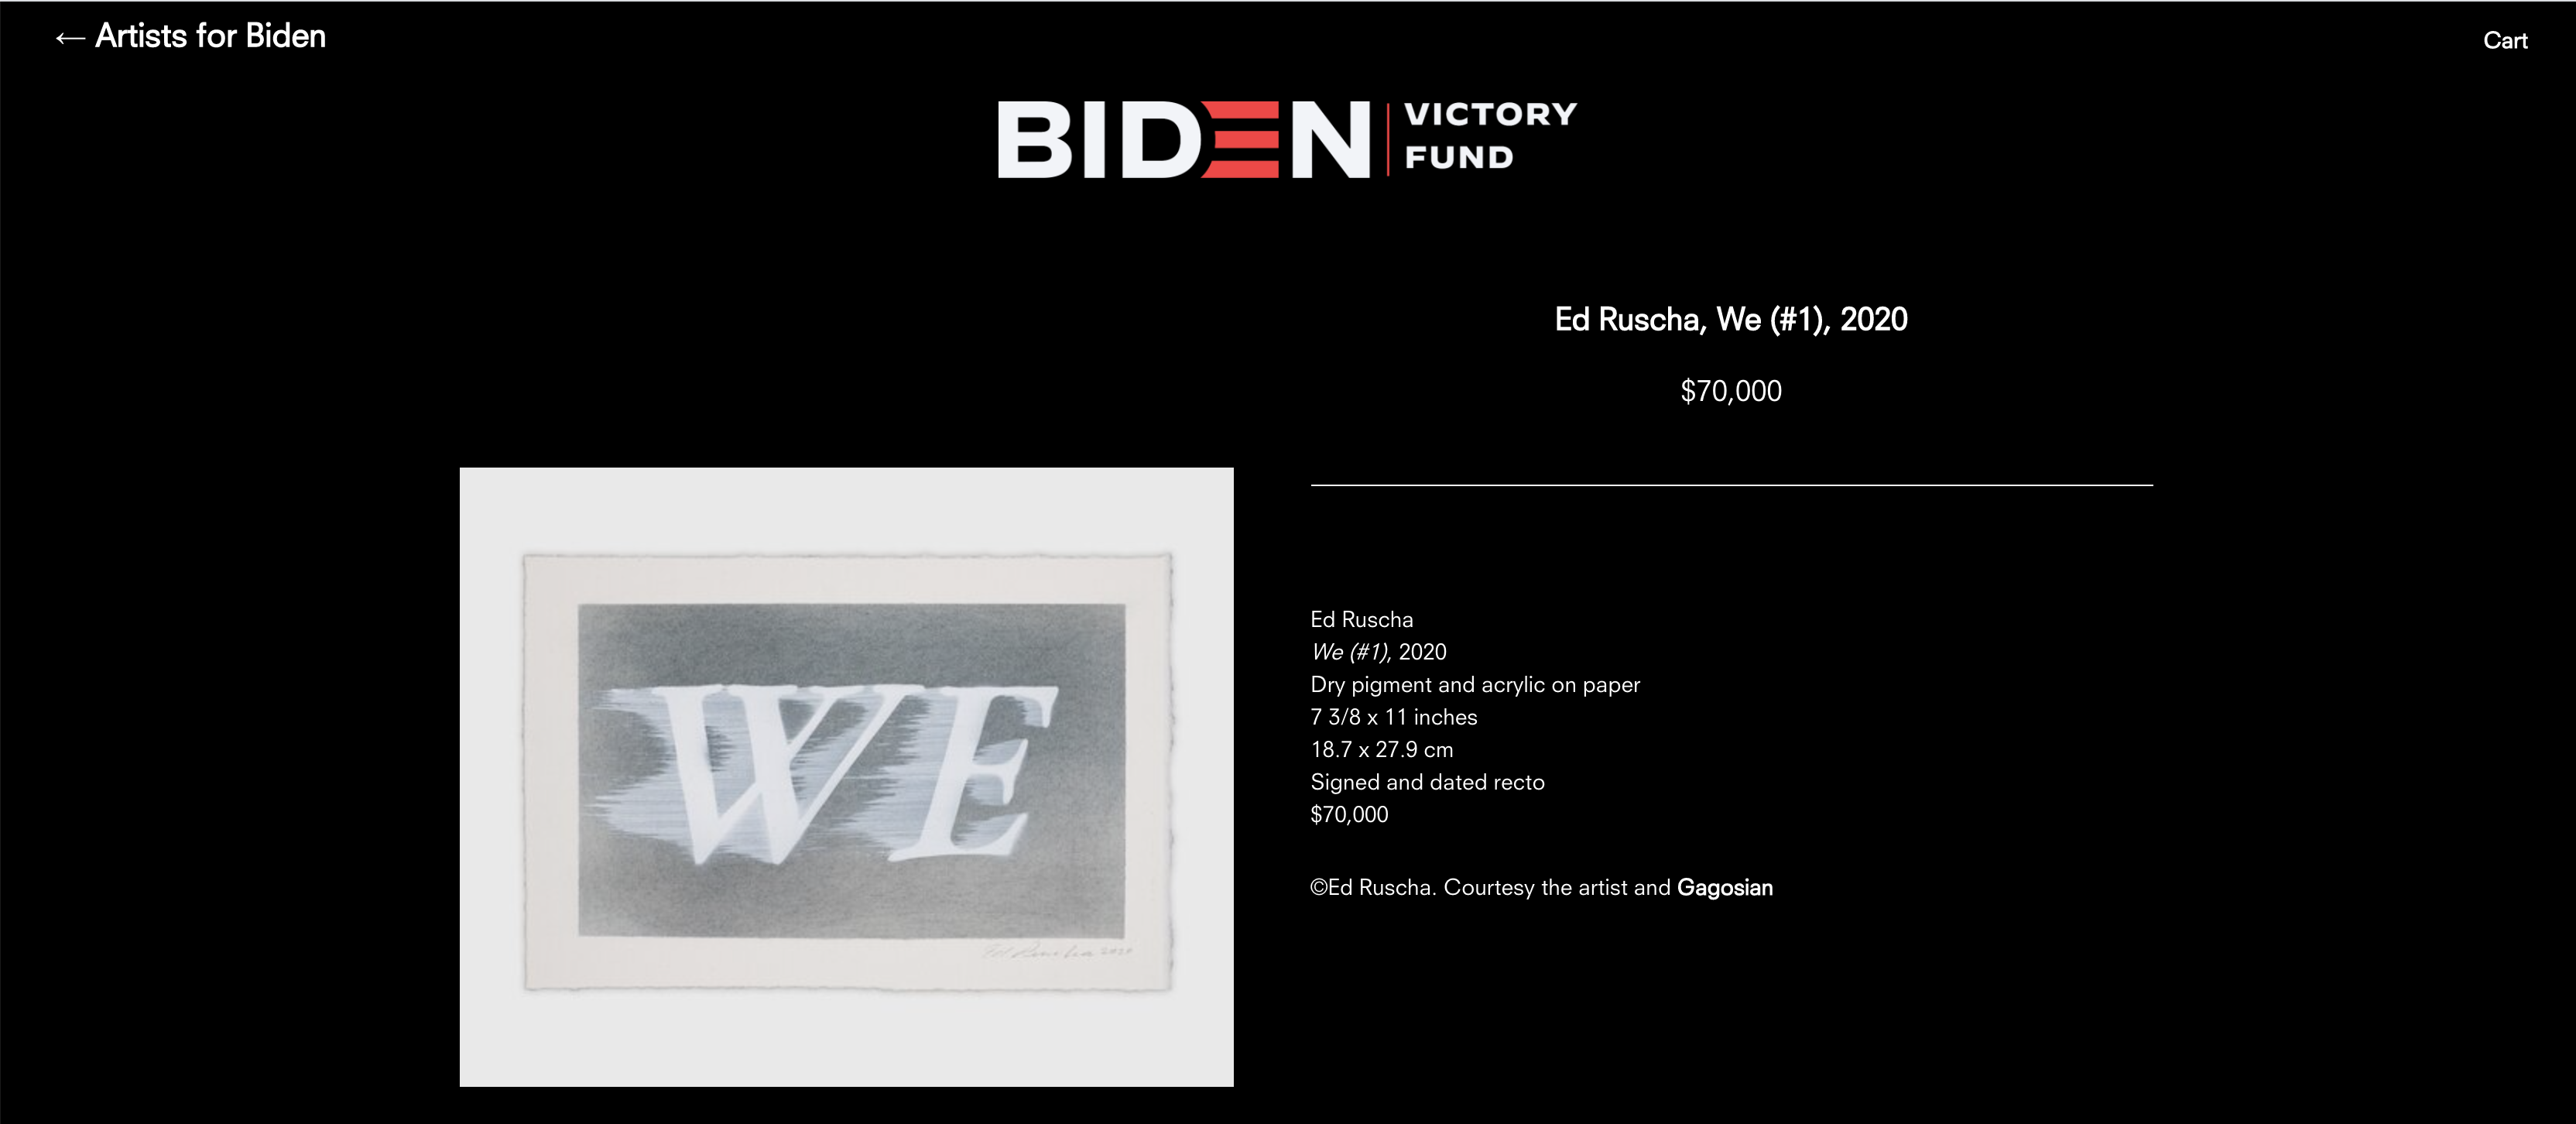 ← Artists for Biden
Cart
BIDEN VICTORY
FUND
Ed Ruscha, We (#1), 2020
$70,000
WE
Ed Ruscha 2020
Ed Ruscha
We (#1), 2020
Dry pigment and acrylic on paper
7 3/8 x 11 inches
18.7 x 27.9 cm
Signed and dated recto
$70,000
©Ed Ruscha. Courtesy the artist and Gagosian